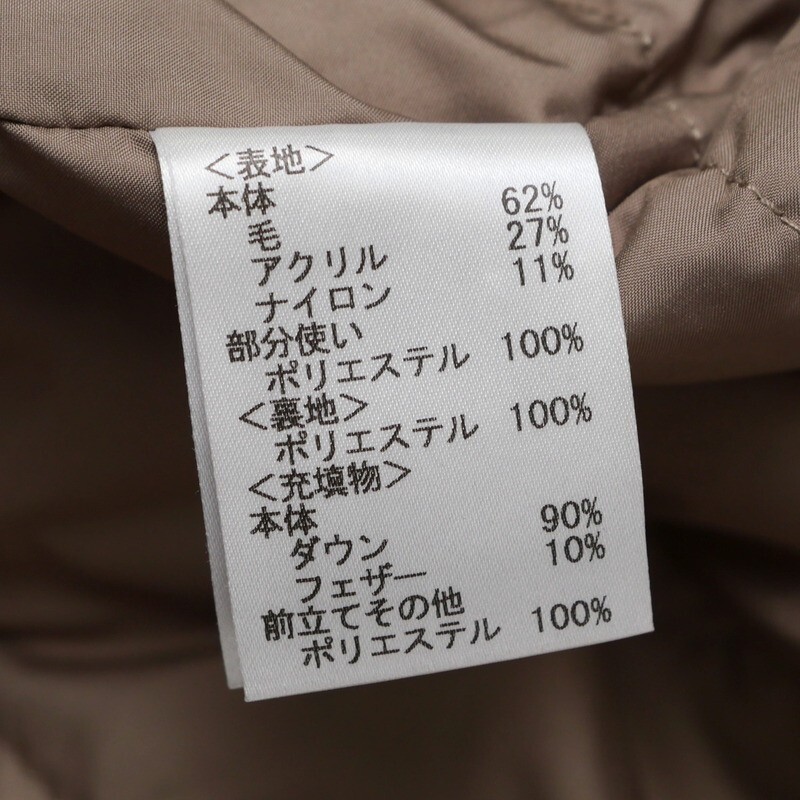 <表地>
本体
毛 62%
アクリル 27%
ナイロン 11%
部分使い
ポリエステル 100%
<裏地>
ポリエステル 100%
<充填物>
本体
ダウン 90%
フェザー 10%
前立てその他
ポリエステル 100%